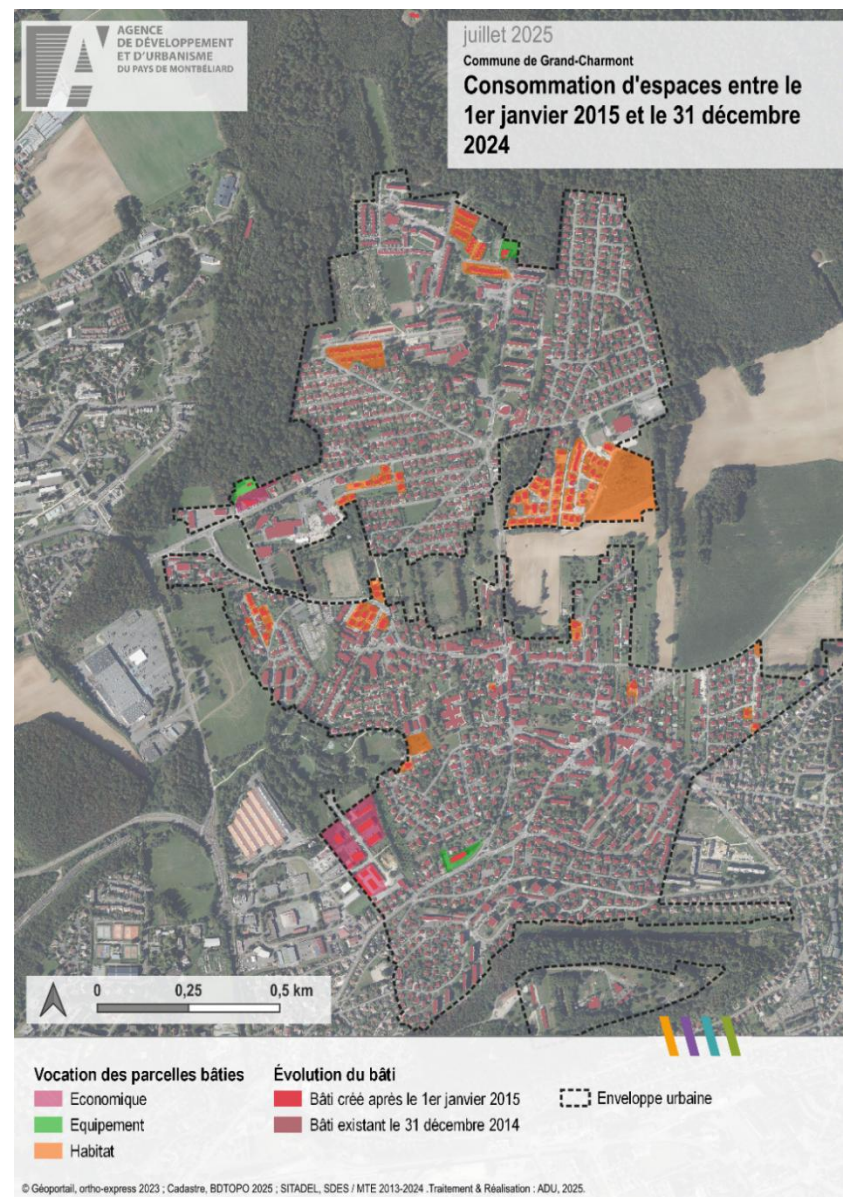 AGENCE
DE DÉVELOPPEMENT
ET D'URBANISME
DU PAYS DE MONTBÉLIARD
juillet 2025
Commune de Grand-Charmont
Consommation d'espaces entre le
1er janvier 2015 et le 31 décembre
2024
0 0,25 0,5 km
Vocation des parcelles bâties
Economique
Equipement
Habitat
Évolution du bâti
Bâti créé après le 1er janvier 2015
Bâti existant le 31 décembre 2014
Enveloppe urbaine
© Géoportail, ortho-express 2023 ; Cadastre, BDTOPO 2025 ; SITADEL, SDES / MTE 2013-2024 .Traitement & Réalisation : ADU, 2025.